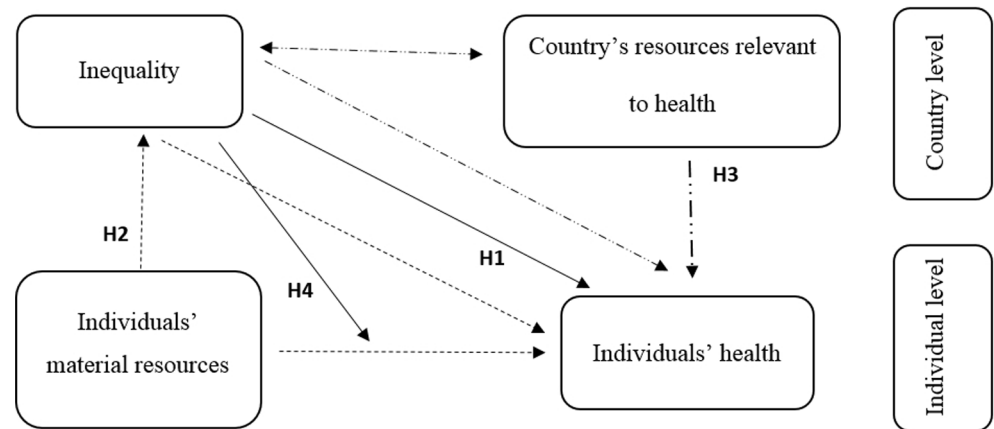 Inequality
Country’s resources relevant
to health
Country level
H3
H2
H1
H4
Individuals’
material resources
Individuals’ health
Individual level